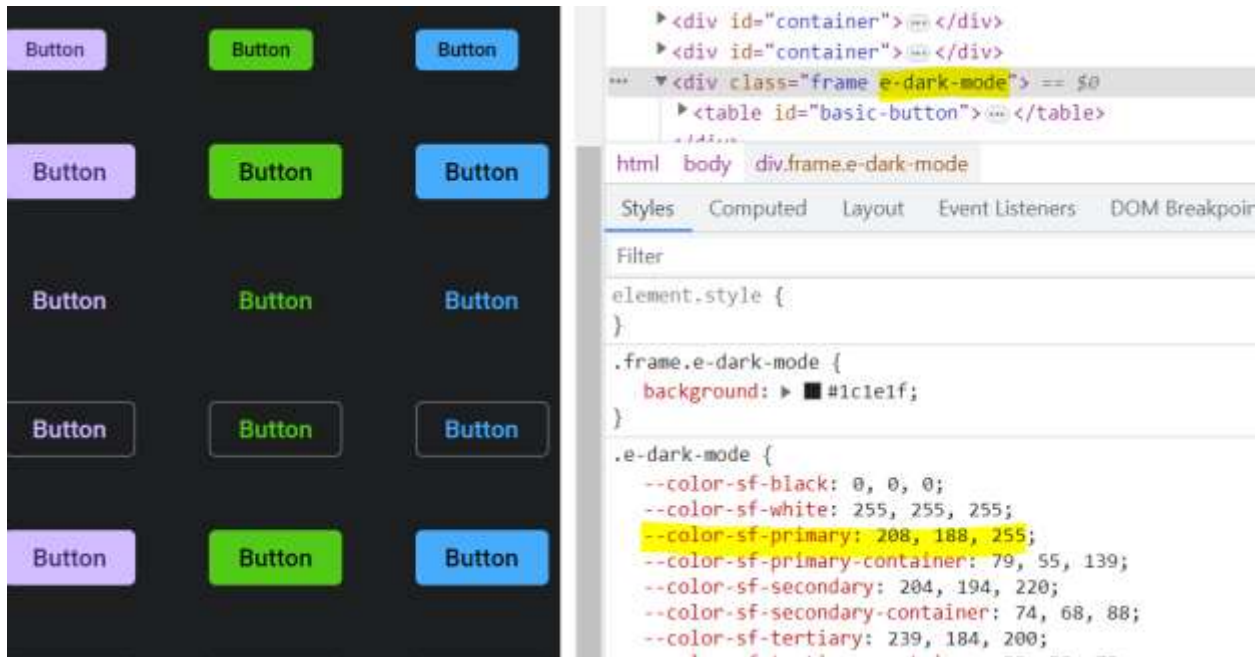 Button Button Button
Button Button Button
Button Button Button
Button Button Button
Button Button Button
<div id="container"> ... </div>
<div id="container"> ... </div>
... <div class="frame e-dark-mode"> == $0
<table id="basic-button"> ... </table>
</div>
html body div.frame.e-dark-mode
Styles Computed Layout Event Listeners DOM
Filter
element.style {
}
.frame.e-dark-mode {
background: #1c1e1f;
}
.e-dark-mode {
--color-sf-black: 0, 0, 0;
--color-sf-white: 255, 255, 255;
--color-sf-primary: 208, 188, 255;
--color-sf-primary-container: 79, 55, 139;
--color-sf-secondary: 204, 194, 220;
--color-sf-secondary-container: 74, 68, 88;
--color-sf-tertiary: 239, 184, 200;